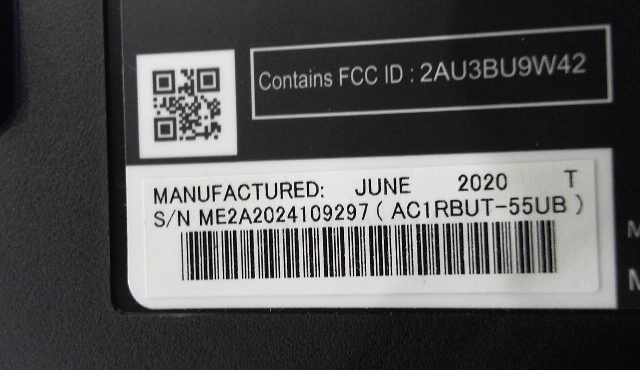 Contains FCC ID : 2AU3BU9W42
MANUFACTURED: JUNE 2020 T
S/N ME2A2024109297 ( AC1RBUT-55UB )